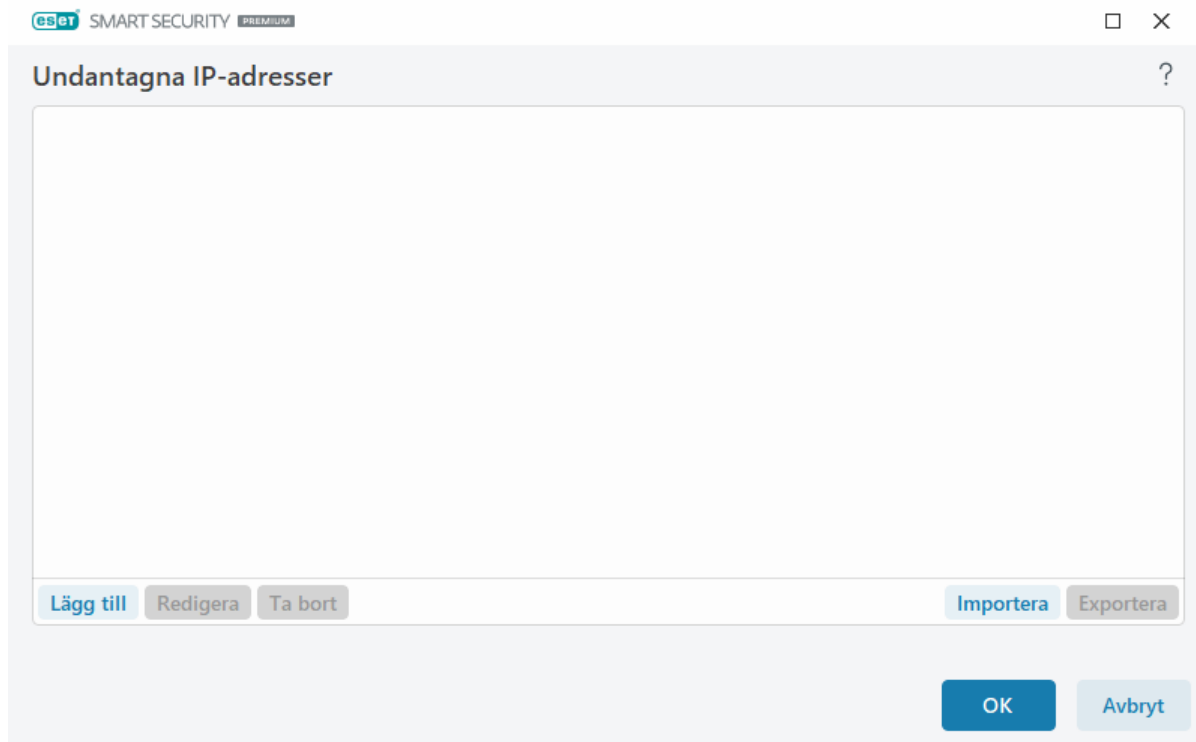 eset SMART SECURITY PREMIUM
Undantagna IP-adresser
?
Lägg till Redigera Ta bort Importera Exportera
OK Avbryt